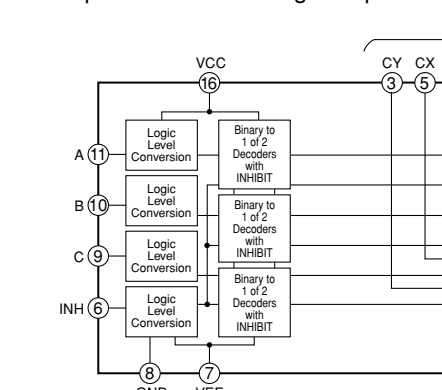 VCC
CY CX
16
3 5
A 11
Logic
Level
Conversion
Binary to
1 of 2
Decoders
with
INHIBIT
B 10
Logic
Level
Conversion
Binary to
1 of 2
Decoders
with
INHIBIT
C 9
Logic
Level
Conversion
Binary to
1 of 2
Decoders
with
INHIBIT
INH 6
Logic
Level
Conversion
8 7
GND VEE